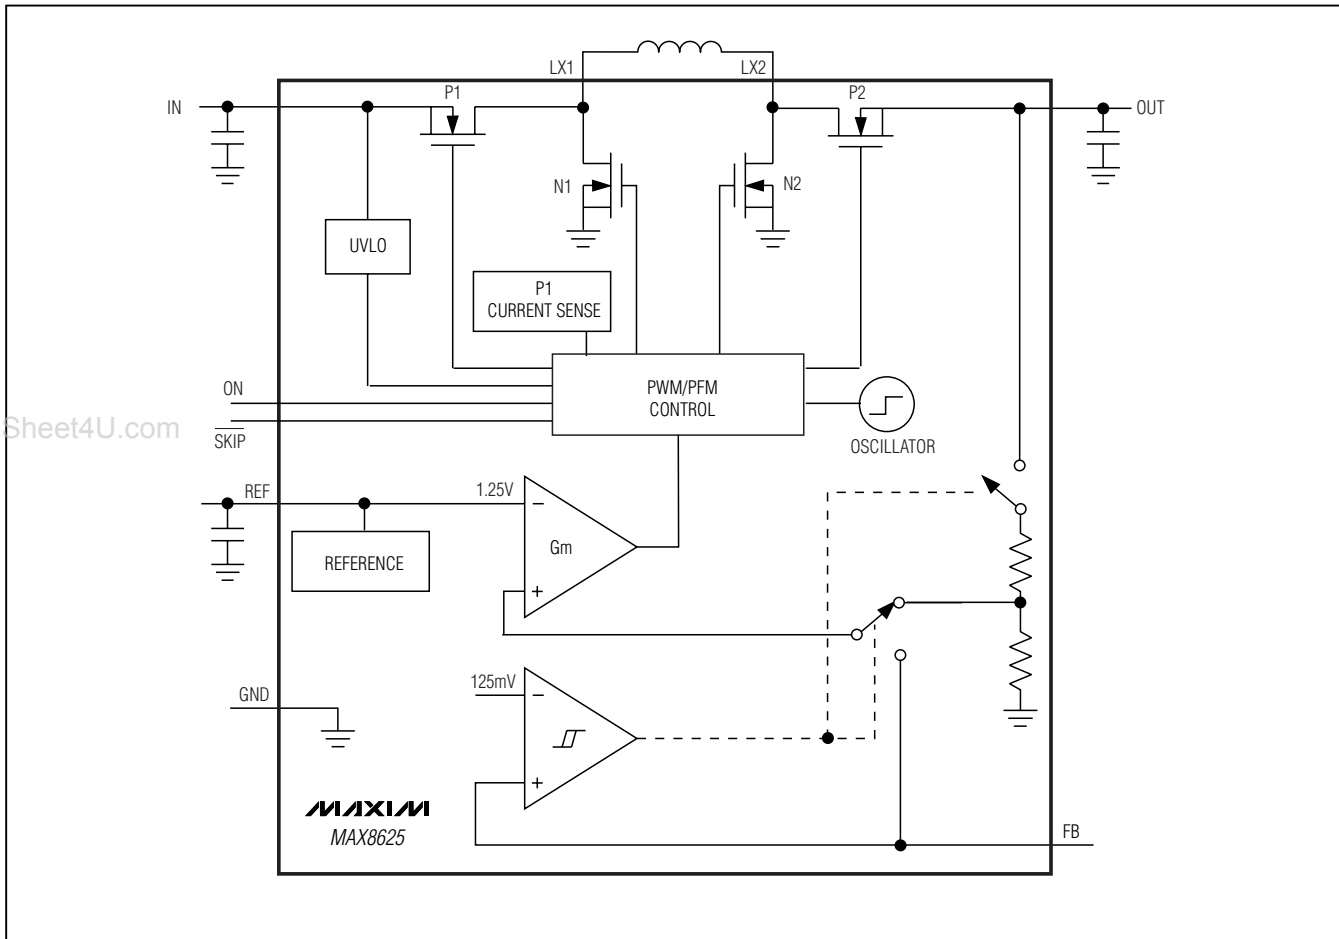 LX1
LX2
P1
P2
IN
OUT
N1
N2
UVLO
P1
CURRENT SENSE
ON
PWM/PFM
CONTROL
Sheet4U.com
SKIP
OSCILLATOR
REF
1.25V
−
Gm
REFERENCE
+
GND
125mV
−
+
MAXIM
MAX8625
FB